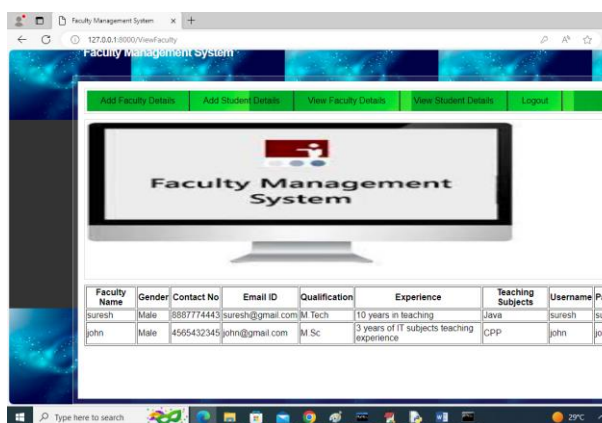 Faculty Management System
127.0.0.1:8000/ViewFaculty
Faculty Management System
Add Faculty Details Add Student Details View Faculty Details View Student Details Logout
Faculty Management
System
Faculty Name Gender Contact No Email ID Qualification Experience Teaching Subjects Username
suresh Male 8887774443 suresh@gmail.com M.Tech 10 years in teaching Java suresh
john Male 4565432345 john@gmail.com M.Sc 3 years of IT subjects teaching experience CPP john
Type here to search
29°C